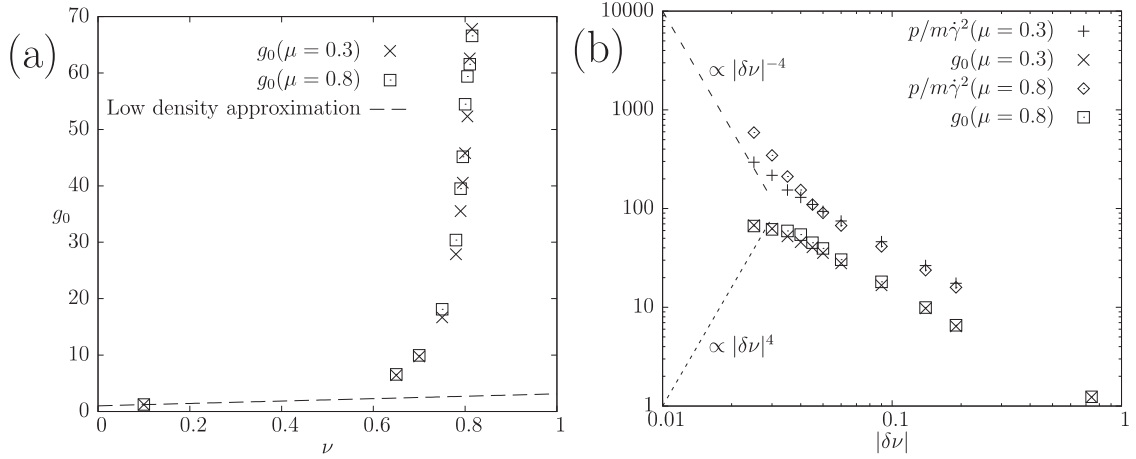 (a)
70
60
50
40
30
20
10
0
g₀
g₀(μ = 0.3)
g₀(μ = 0.8)
Low density approximation
0
0.2
0.4
0.6
0.8
1
ν
(b)
10000
1000
100
10
1
p/mγ̇²(μ = 0.3)
g₀(μ = 0.3)
p/mγ̇²(μ = 0.8)
g₀(μ = 0.8)
∝ |δν|⁻⁴
∝ |δν|⁴
0.01
0.1
1
|δν|